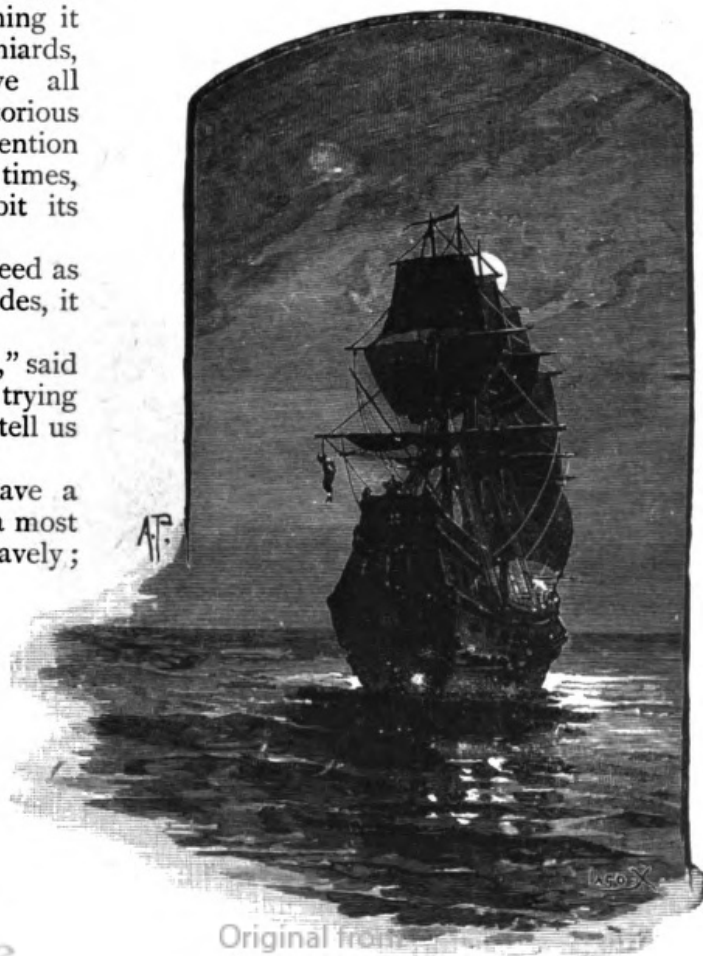 ning it
niards,
ve all
torious
ention
times,
bit its
eed as
des, it
," said
trying
tell us
ave a
a most
avely;
A.P.
Original from